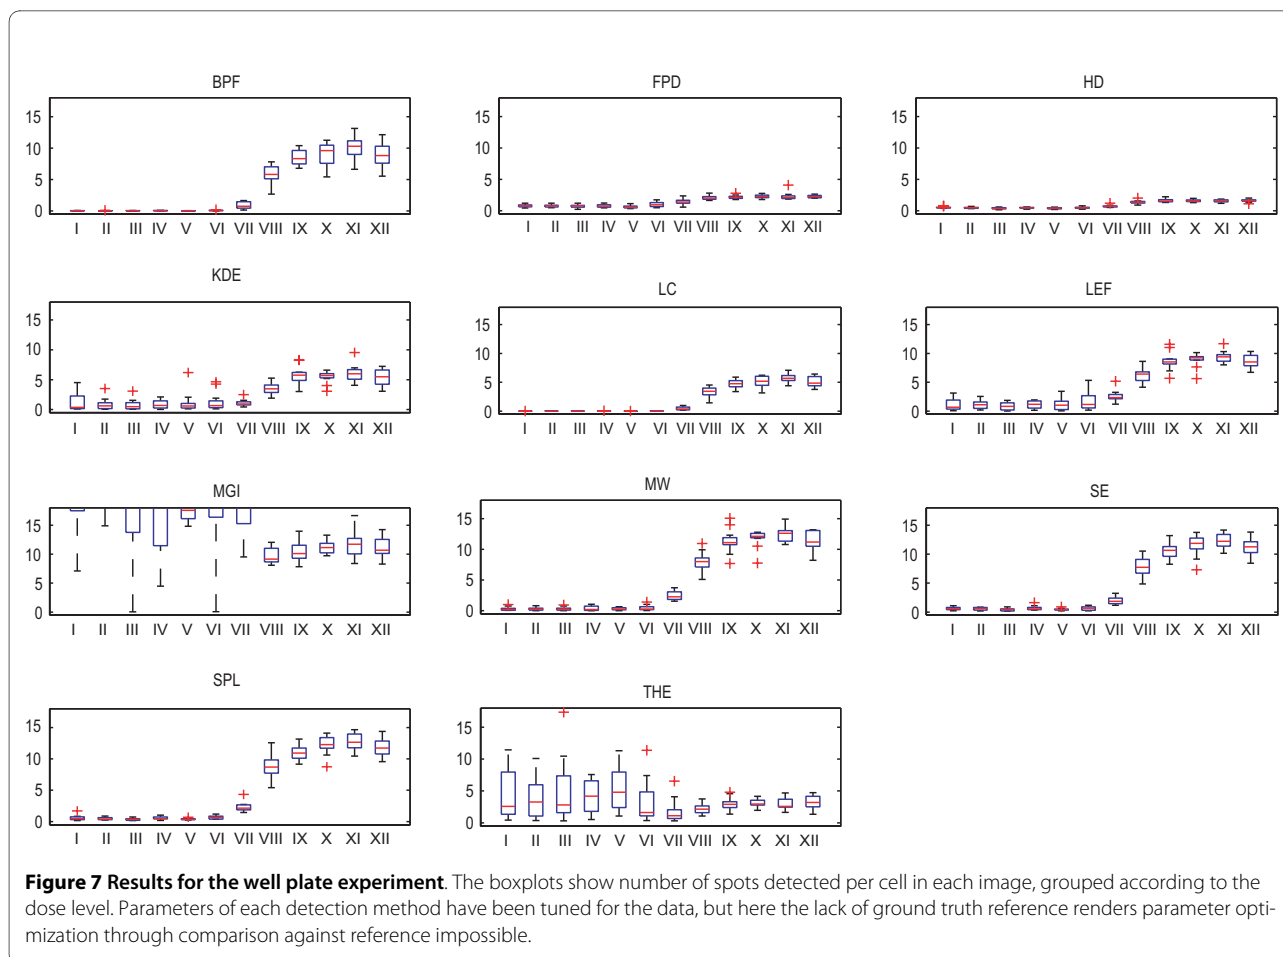 BPF
15
10
5
0
I II III IV V VI VII VIII IX X XI XII
FPD
15
10
5
0
I II III IV V VI VII VIII IX X XI XII
HD
15
10
5
0
I II III IV V VI VII VIII IX X XI XII
KDE
15
10
5
0
I II III IV V VI VII VIII IX X XI XII
LC
15
10
5
0
I II III IV V VI VII VIII IX X XI XII
LEF
15
10
5
0
I II III IV V VI VII VIII IX X XI XII
MGI
15
10
5
0
I II III IV V VI VII VIII IX X XI XII
MW
15
10
5
0
I II III IV V VI VII VIII IX X XI XII
SE
15
10
5
0
I II III IV V VI VII VIII IX X XI XII
SPL
15
10
5
0
I II III IV V VI VII VIII IX X XI XII
THE
15
10
5
0
I II III IV V VI VII VIII IX X XI XII
Figure 7 Results for the well plate experiment. The boxplots show number of spots detected per cell in each image, grouped according to the
dose level. Parameters of each detection method have been tuned for the data, but here the lack of ground truth reference renders parameter opti-
mization through comparison against reference impossible.